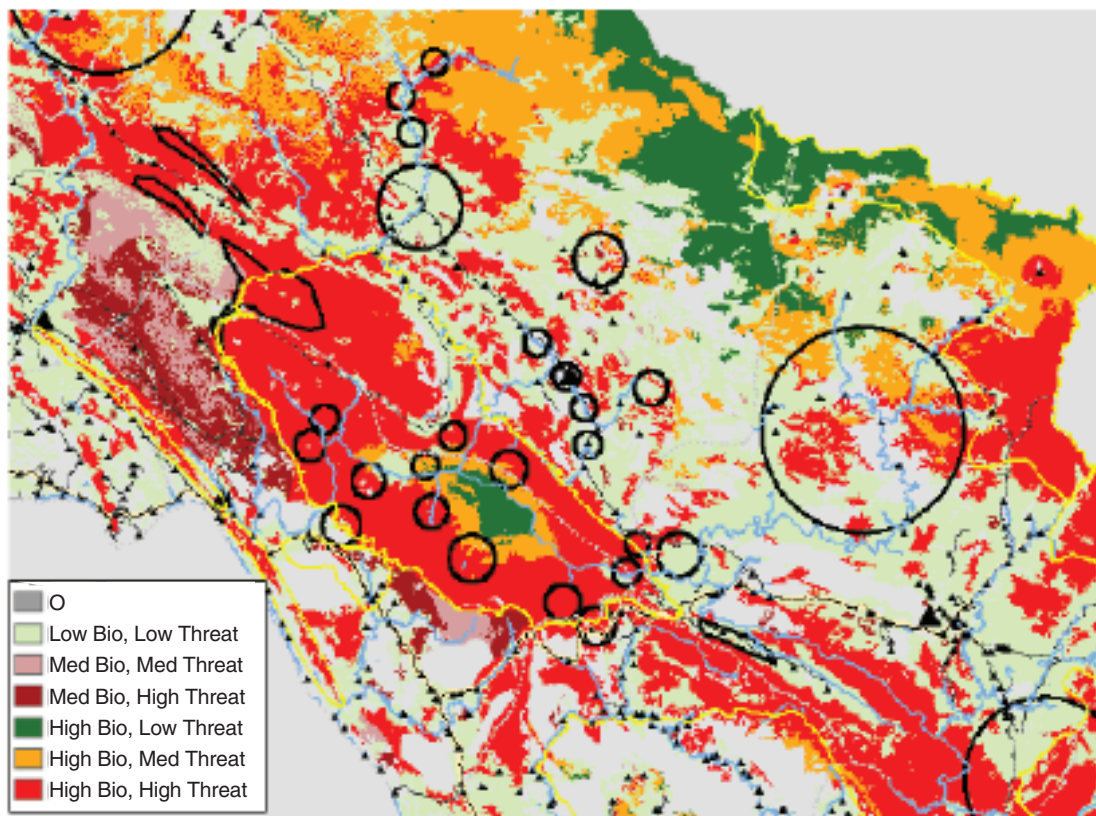 O
Low Bio, Low Threat
Med Bio, Med Threat
Med Bio, High Threat
High Bio, Low Threat
High Bio, Med Threat
High Bio, High Threat